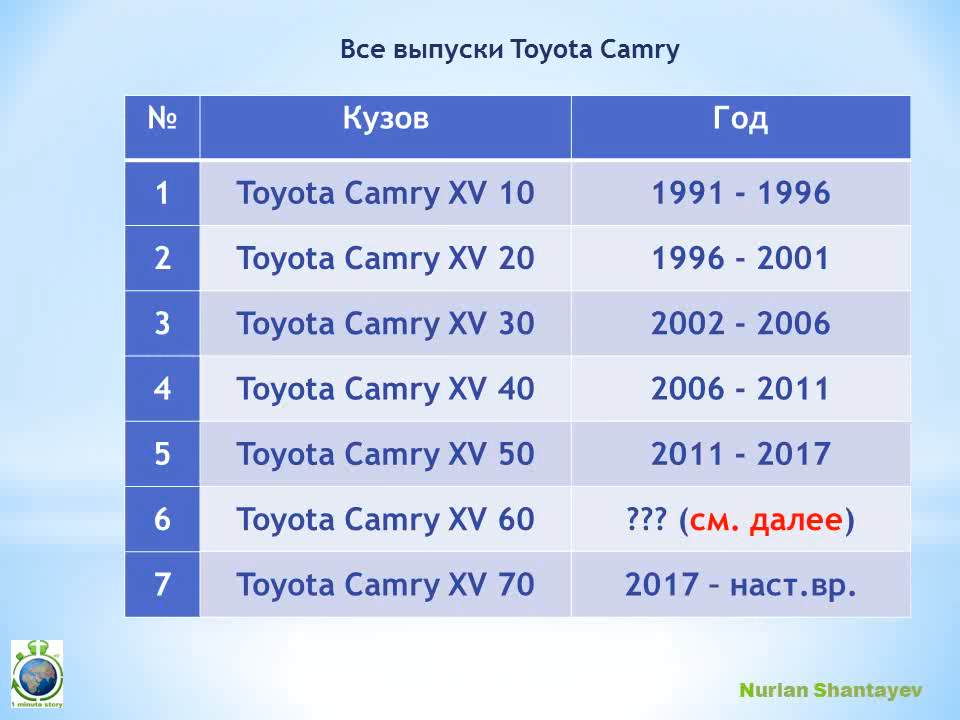 Все выпуски Toyota Camry
№ Кузов Год
1 Toyota Camry XV 10 1991 - 1996
2 Toyota Camry XV 20 1996 - 2001
3 Toyota Camry XV 30 2002 - 2006
4 Toyota Camry XV 40 2006 - 2011
5 Toyota Camry XV 50 2011 - 2017
6 Toyota Camry XV 60 ??? (см. далее)
7 Toyota Camry XV 70 2017 – наст.вр.
1 minute story
Nurlan Shantayev